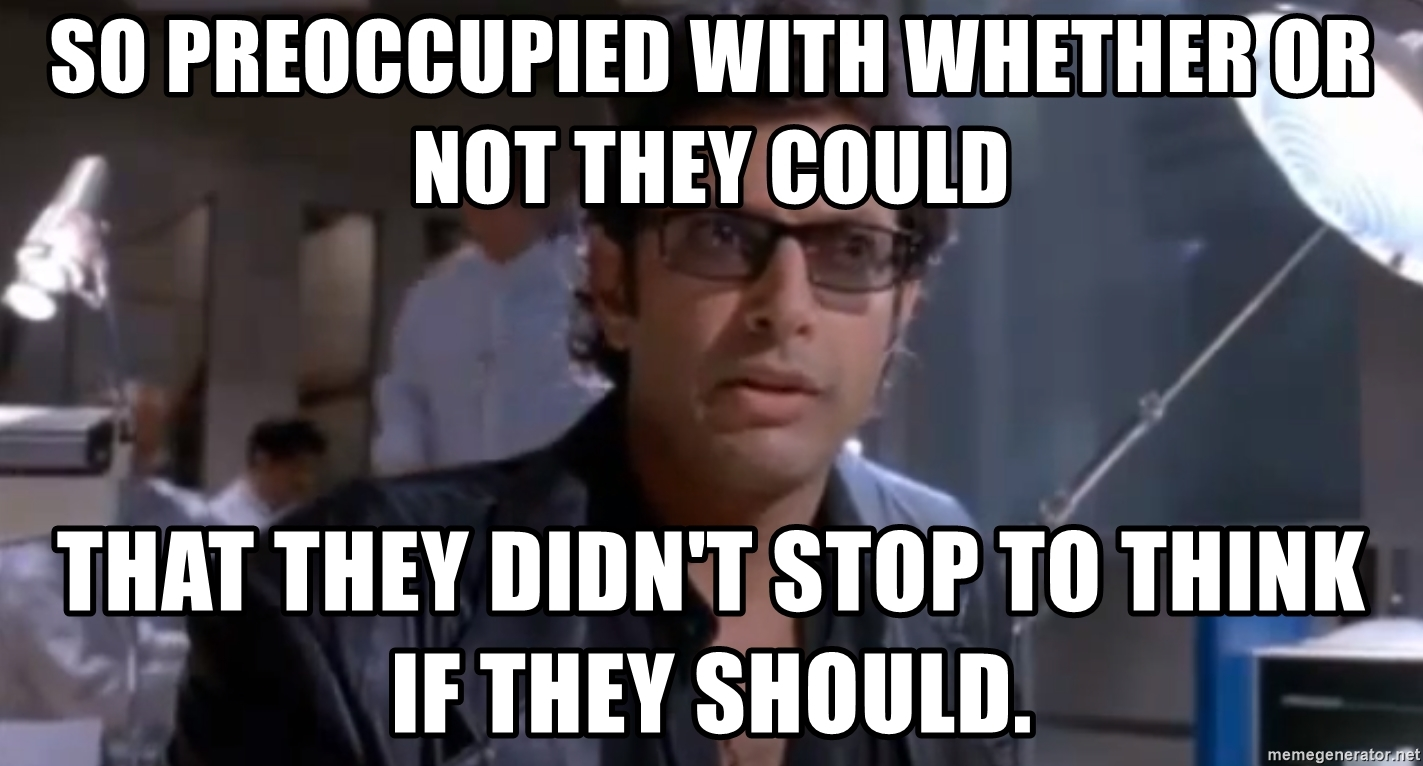 SO PREOCCUPIED WITH WHETHER OR
NOT THEY COULD
THAT THEY DIDN'T STOP TO THINK
IF THEY SHOULD.
memegenerator.net